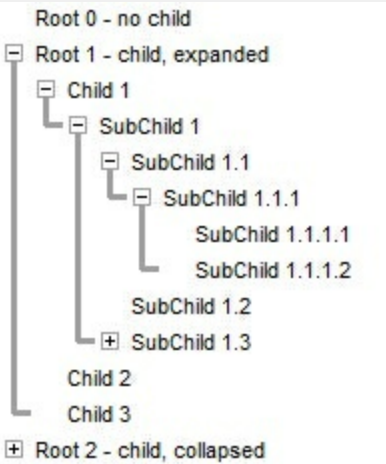 Root 0 - no child
Root 1 - child, expanded
Child 1
SubChild 1
SubChild 1.1
SubChild 1.1.1
SubChild 1.1.1.1
SubChild 1.1.1.2
SubChild 1.2
SubChild 1.3
Child 2
Child 3
Root 2 - child, collapsed